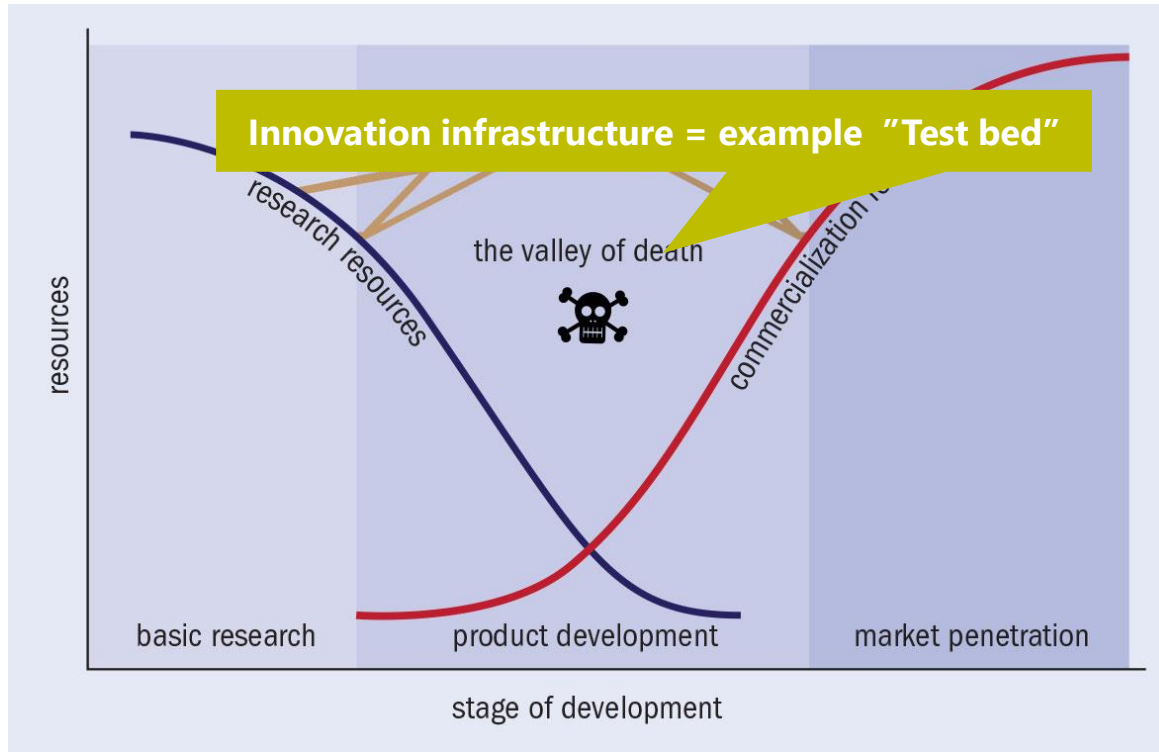 Innovation infrastructure = example ”Test bed”
research resources
the valley of death
commercialization
resources
basic research
product development
market penetration
stage of development